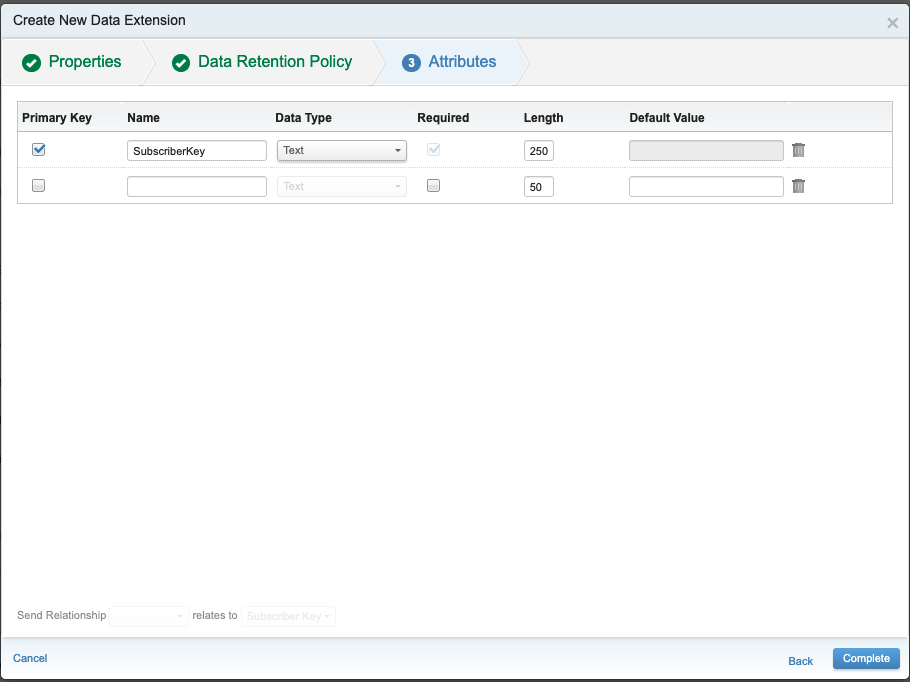 Create New Data Extension
Properties
Data Retention Policy
3 Attributes
Primary Key Name Data Type Required Length Default Value
SubscriberKey Text 250
Text 50
Send Relationship relates to Subscriber Key
Cancel Back Complete